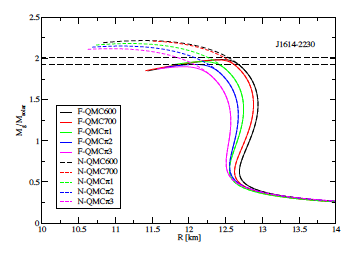 2.5
2
1.5
1
0.5
0
M_g/M_solar
J1614-2230
F-QMC600
F-QMC700
F-QMCπ1
F-QMCπ2
F-QMCπ3
N-QMC600
N-QMC700
N-QMCπ1
N-QMCπ2
N-QMCπ3
10 10.5 11 11.5 12 12.5 13 13.5 14
R [km]